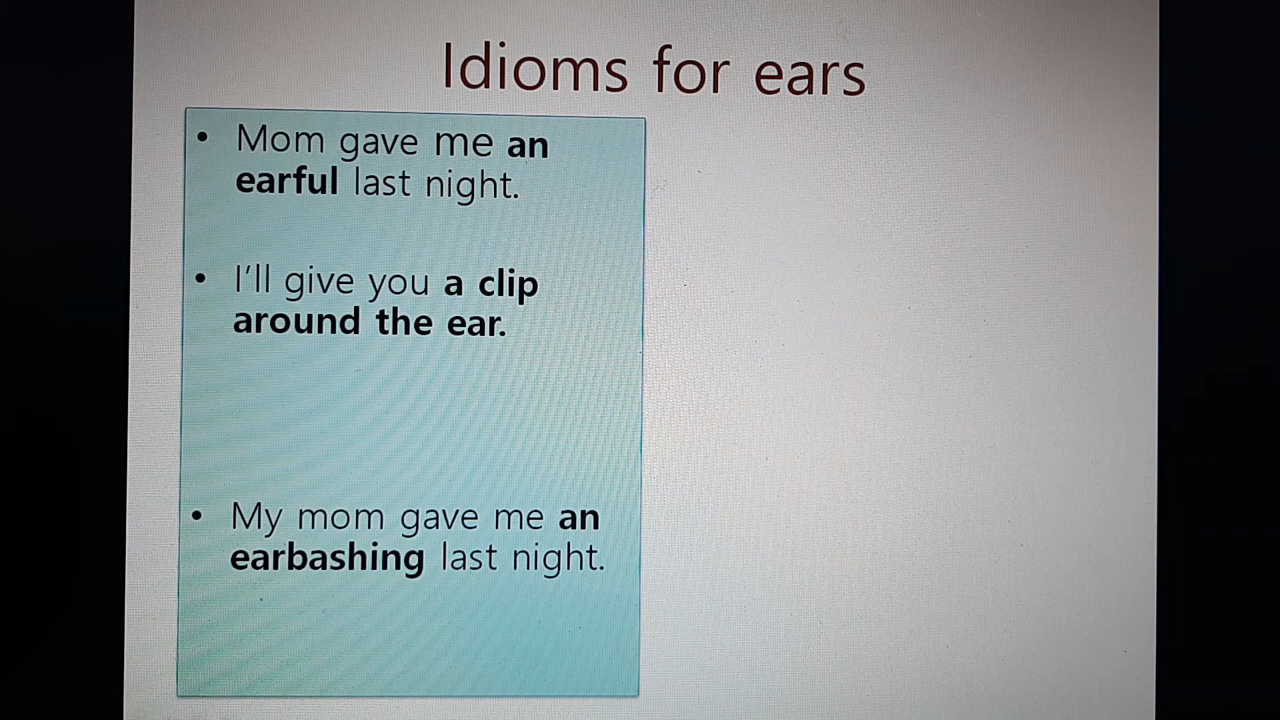 Idioms for ears
• Mom gave me an
earful last night.
• I'll give you a clip
around the ear.
• My mom gave me an
earbashing last night.